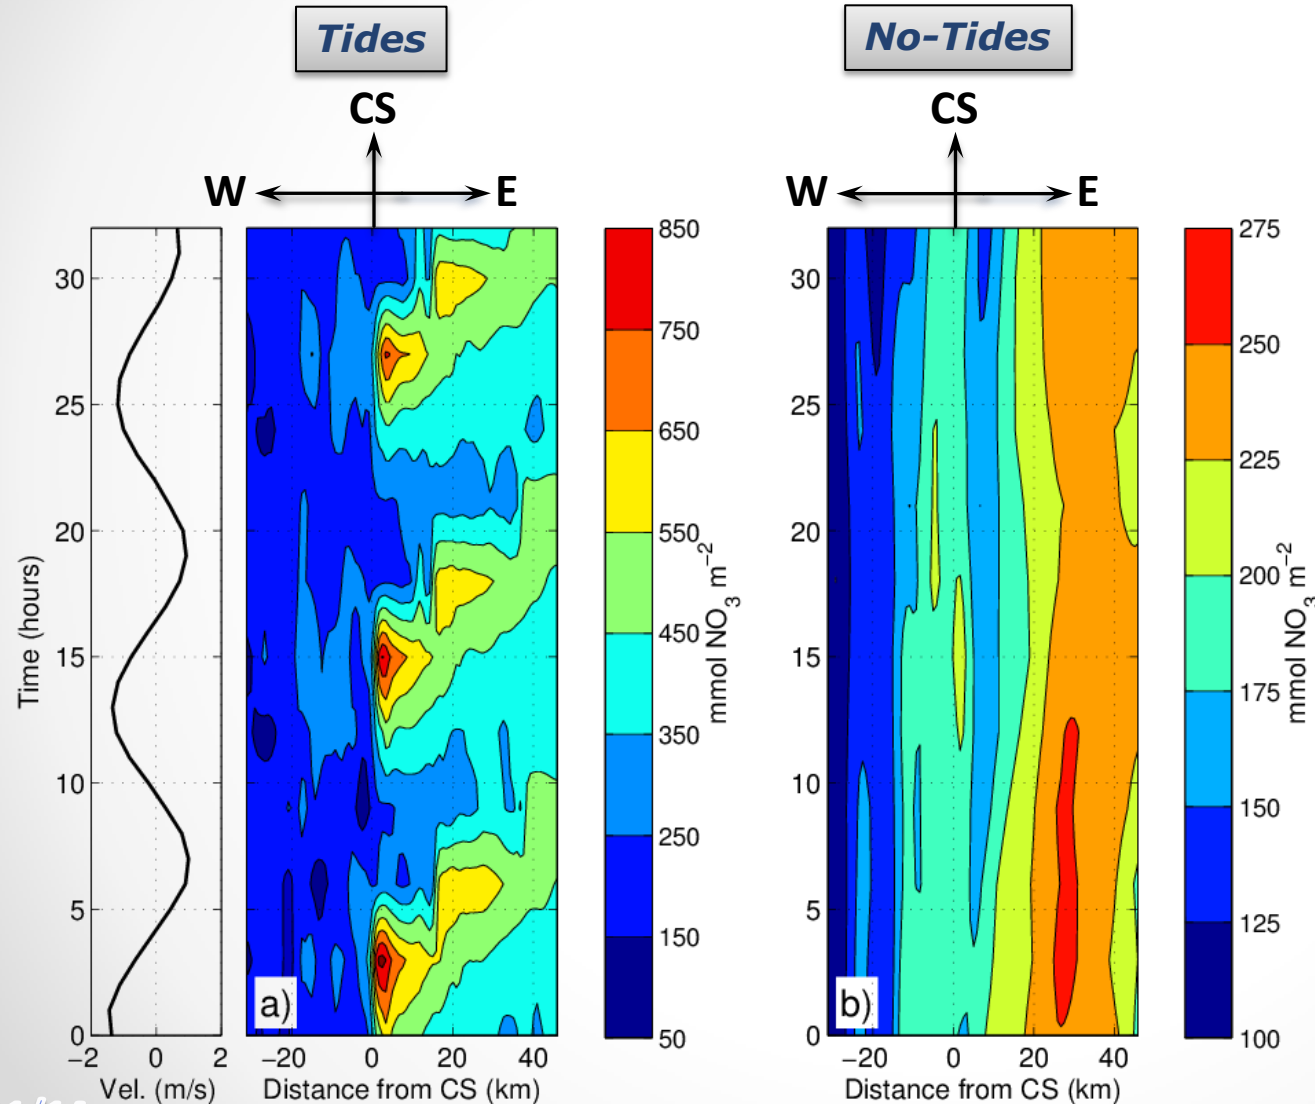 Tides
No-Tides
CS
CS
W
E
W
E
850
750
650
550
450
350
250
150
50
mmol NO3 m−2
275
250
225
200
175
150
125
100
mmol NO3 m−2
30
25
20
15
10
5
0
Time (hours)
30
25
20
15
10
5
0
a)
b)
−2
0
2
−20
0
20
40
−20
0
20
40
Vel. (m/s)
Distance from CS (km)
Distance from CS (km)